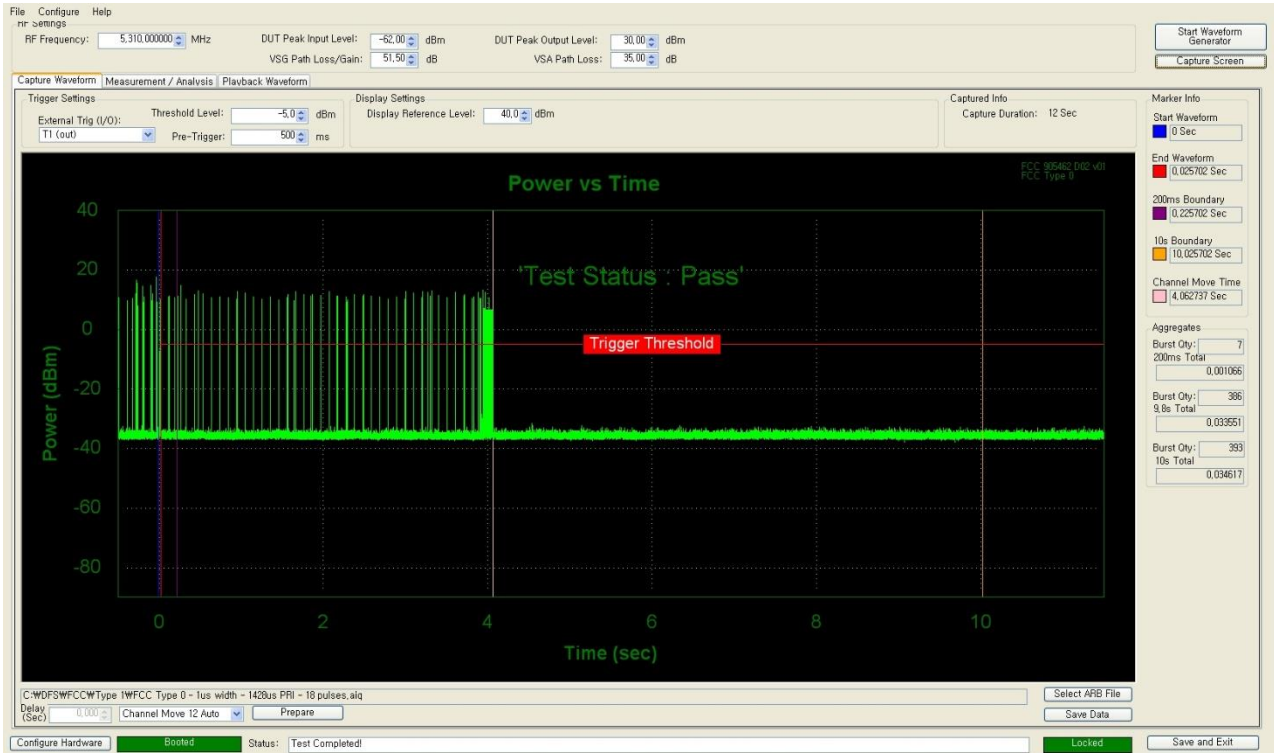 File Configure Help
RF Settings
RF Frequency: 5,310,000000 MHz
DUT Peak Input Level: -62,00 dBm
DUT Peak Output Level: 30,00 dBm
VSG Path Loss/Gain: 51,50 dB
VSA Path Loss: 35,00 dB
Start Waveform Generator
Capture Screen
Capture Waveform Measurement / Analysis Playback Waveform
Trigger Settings
External Trig (I/O):
T1 (out)
Threshold Level: -5,0 dBm
Pre-Trigger: 500 ms
Display Settings
Display Reference Level: 40,0 dBm
Captured Info
Capture Duration: 12 Sec
Marker Info
Start Waveform
0 Sec
End Waveform
0,025702 Sec
200ms Boundary
0,225702 Sec
10s Boundary
10,025702 Sec
Channel Move Time
4,062737 Sec
Aggregates
Burst Qty: 7
200ms Total
0,001066
Burst Qty: 386
9,8s Total
0,033551
Burst Qty: 393
10s Total
0,034617
FCC 905462 D02 v01
FCC Type 0
Power vs Time
'Test Status : Pass'
Trigger Threshold
Power (dBm)
40
20
0
-20
-40
-60
-80
0 2 4 6 8 10
Time (sec)
C:₩DFS₩FCC₩Type 1₩FCC Type 0 - 1us width - 1428us PRI - 18 pulses,aiq
Select ARB File
Delay (Sec) 0,000
Channel Move 12 Auto
Prepare
Save Data
Configure Hardware
Booted
Status: Test Completed!
Locked
Save and Exit